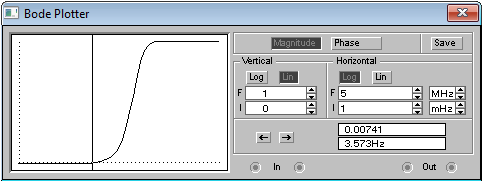 Bode Plotter
Magnitude Phase Save
Vertical Horizontal
Log Lin Log Lin
F 1 F 5 MHz
I 0 I 1 mHz
0.00741
3.573Hz
In Out